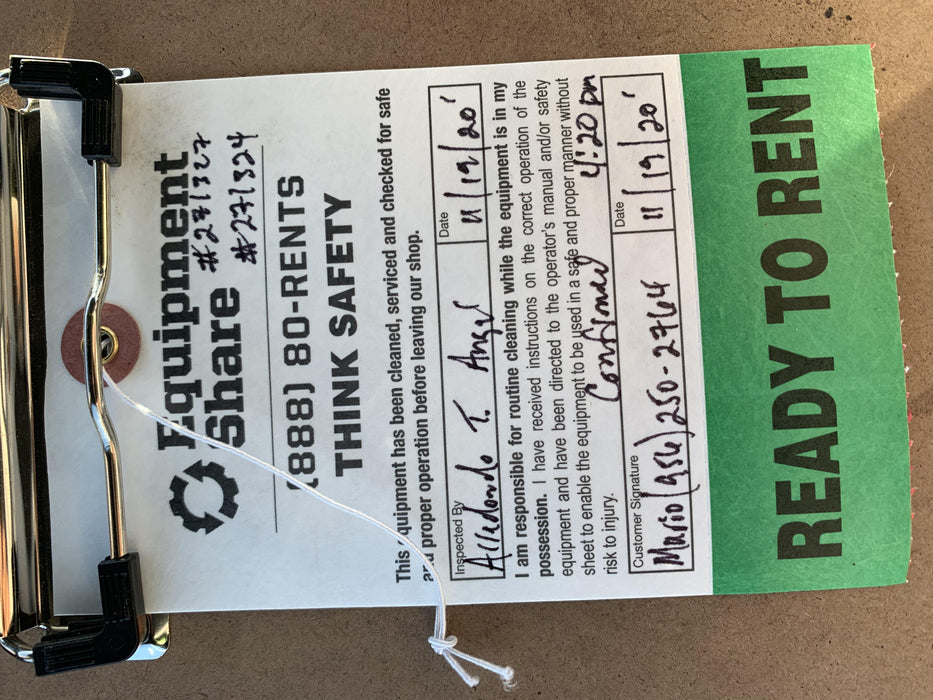 Equipment
Share
#271327
#271324
(888) 80-RENTS
THINK SAFETY
This equipment has been cleaned, serviced and checked for safe
and proper operation before leaving our shop.
Inspected By
Date
Arredondo T. Angel
11/19/20'
I am responsible for routine cleaning while the equipment is in my
possession. I have received instructions on the correct operation of the
equipment and have been directed to the operator's manual and/or safety
sheet to enable the equipment to be used in a safe and proper manner without
risk to injury.
Confirmed 4:20 pm
Customer Signature
Date
Mario (956) 250-2764
11/19/20'
READY TO RENT